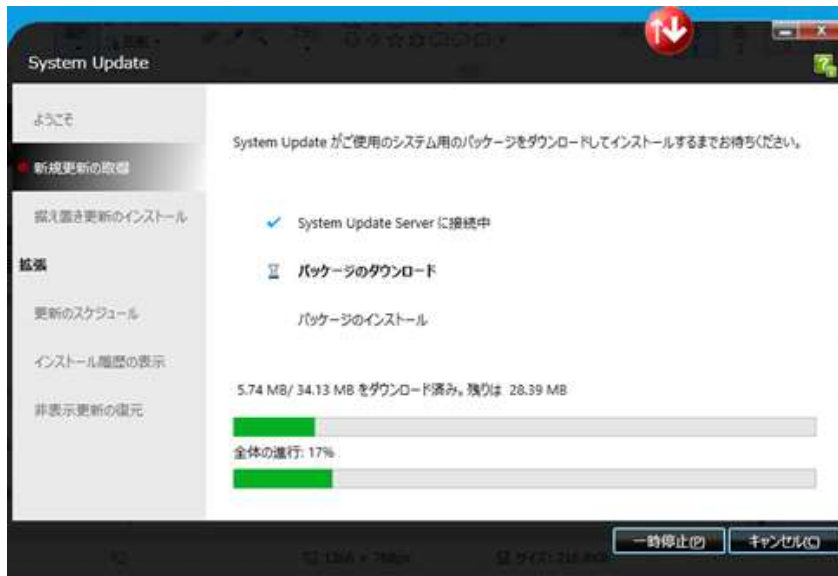 System Update
ようこそ
新規更新の取得
据え置き更新のインストール
拡張
更新のスケジュール
インストール履歴の表示
非表示更新の復元
System Update がご使用のシステム用のパッケージをダウンロードしてインストールするまでお待ちください。
System Update Server に接続中
パッケージのダウンロード
パッケージのインストール
5.74 MB/ 34.13 MB をダウンロード済み。残りは 28.39 MB
全体の進行: 17%
一時停止(P)
キャンセル(C)